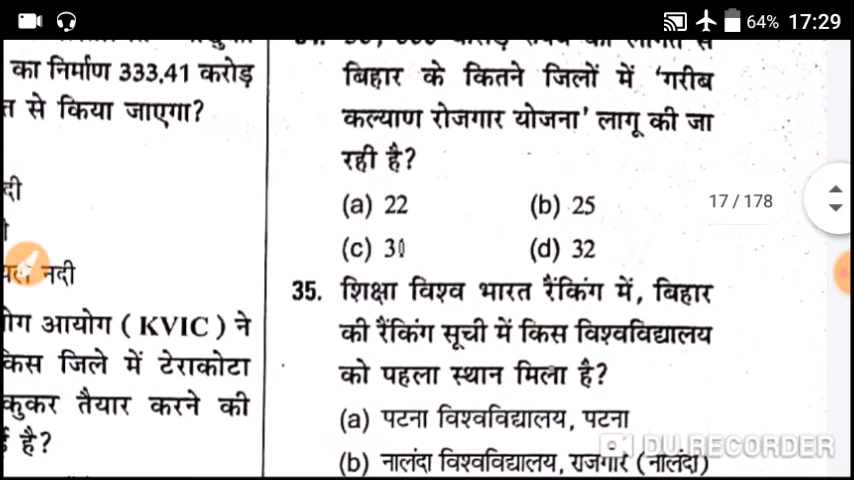 64% 17:29
का निर्माण 333.41 करोड़
त से किया जाएगा?
दी
नदी
ोग आयोग ( KVIC ) ने
किस जिले में टेराकोटा
कुकर तैयार करने की
है?
बिहार के कितने जिलों में 'गरीब
कल्याण रोजगार योजना' लागू की जा
रही है?
(a) 22 (b) 25
(c) 30 (d) 32
17 / 178
35. शिक्षा विश्व भारत रैंकिंग में, बिहार
की रैंकिंग सूची में किस विश्वविद्यालय
को पहला स्थान मिला है?
(a) पटना विश्वविद्यालय, पटना
(b) नालंदा विश्वविद्यालय, राजगीर (नालंदा)
DU RECORDER